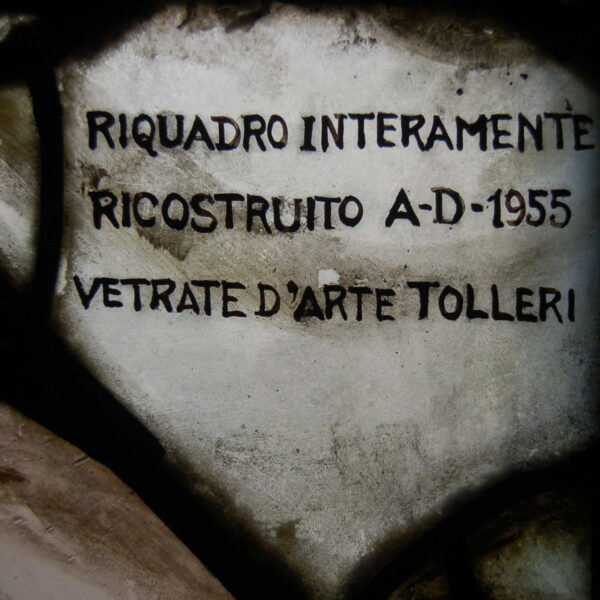 RIQUADRO INTERAMENTE
RICOSTRUITO A-D-1955
VETRATE D'ARTE TOLLERI